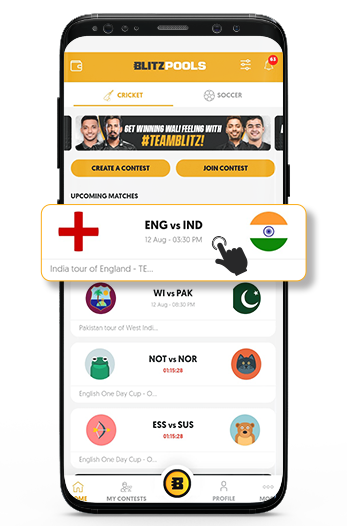 BLITZPOOLS
63
CRICKET
SOCCER
GET WINNING WALI FEELING WITH
#TEAMBLITZ!
CREATE A CONTEST
JOIN CONTEST
UPCOMING MATCHES
ENG vs IND
12 Aug - 03:30 PM
India tour of England - TE...
WI vs PAK
12 Aug - 08:30 PM
Pakistan tour of West Indi...
NOT vs NOR
01:15:28
English One Day Cup - O...
ESS vs SUS
01:15:28
English One Day Cup - O...
B
MY CONTESTS
PROFILE